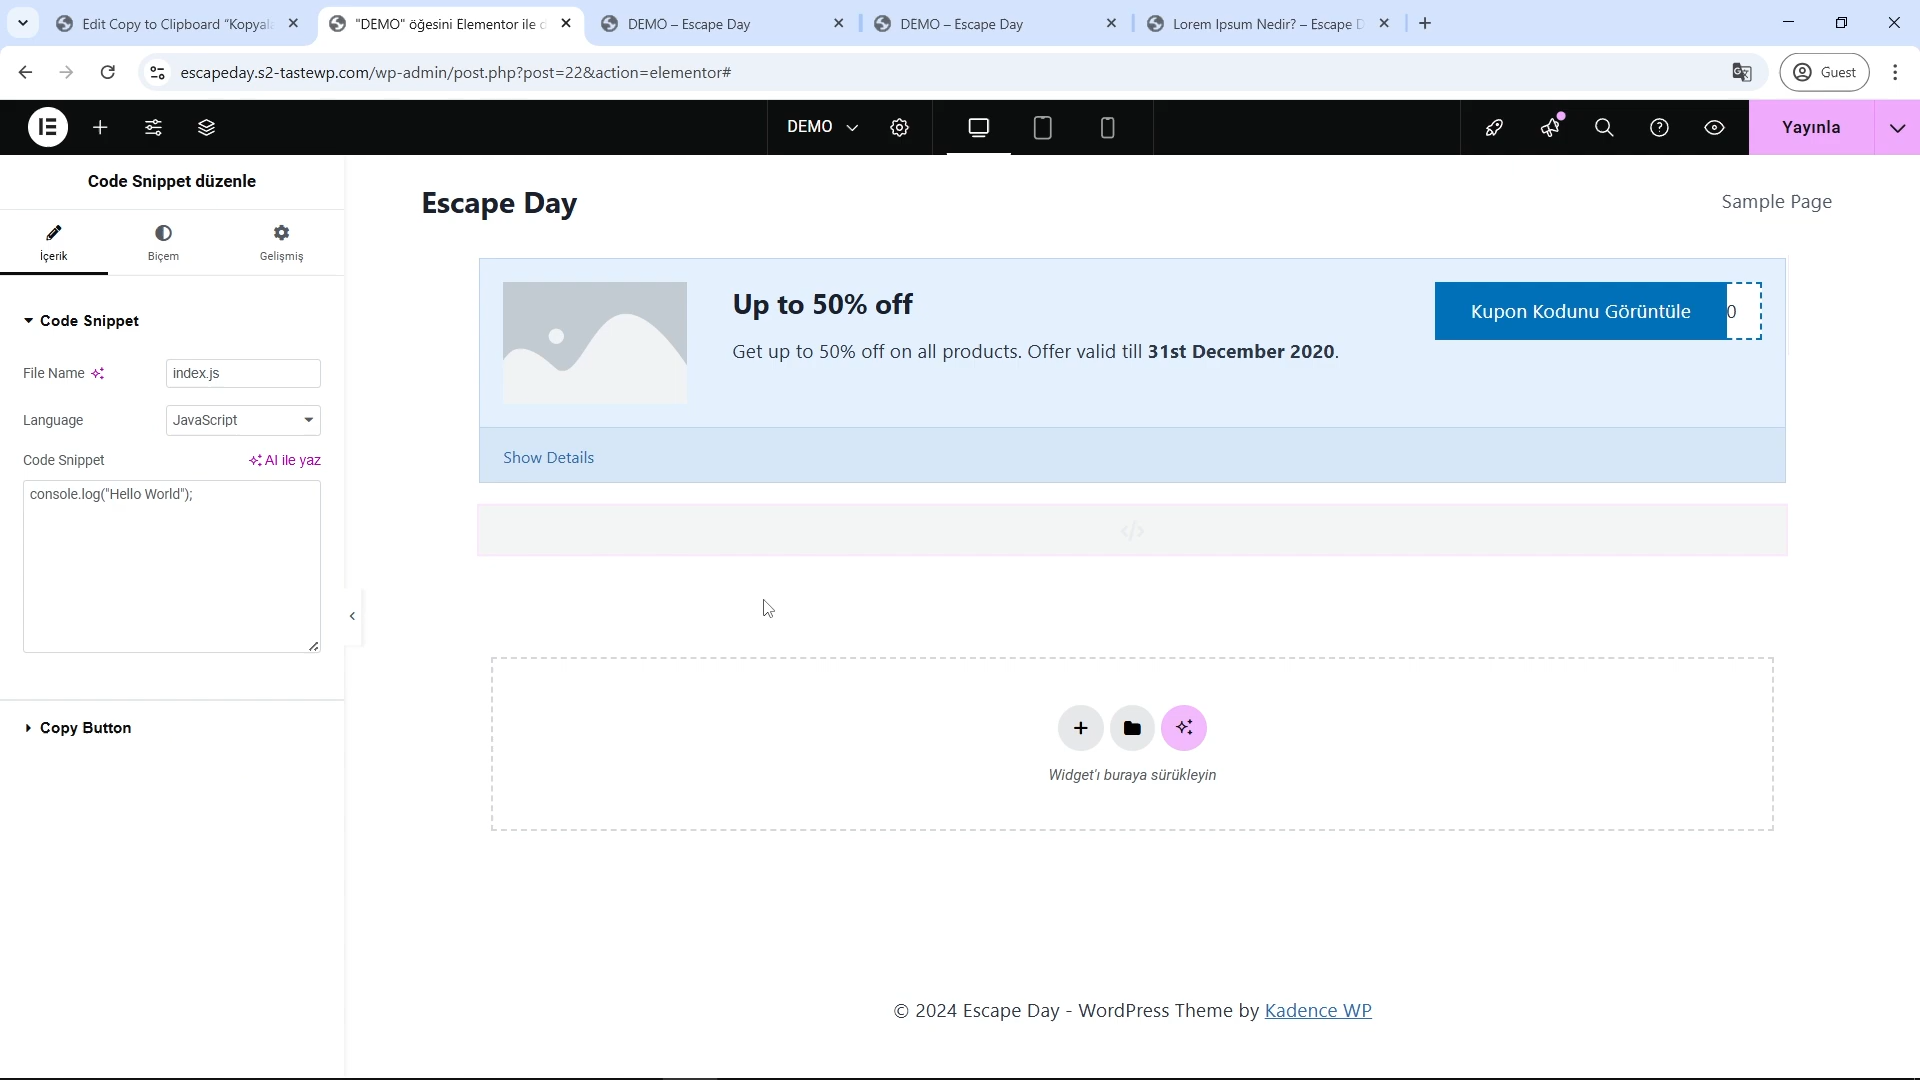 Edit Copy to Clipboard "Kopyala
"DEMO" öğesini Elementor ile d
DEMO – Escape Day
DEMO – Escape Day
Lorem Ipsum Nedir? – Escape D
escapeday.s2-tastewp.com/wp-admin/post.php?post=22&action=elementor#
Guest
DEMO
Yayınla
Code Snippet düzenle
İçerik
Biçem
Gelişmiş
Code Snippet
File Name
index.js
Language
JavaScript
Code Snippet
AI ile yaz
console.log("Hello World");
Copy Button
Escape Day
Sample Page
Up to 50% off
Get up to 50% off on all products. Offer valid till 31st December 2020.
Kupon Kodunu Görüntüle
0
Show Details
</>
Widget'ı buraya sürükleyin
© 2024 Escape Day - WordPress Theme by Kadence WP